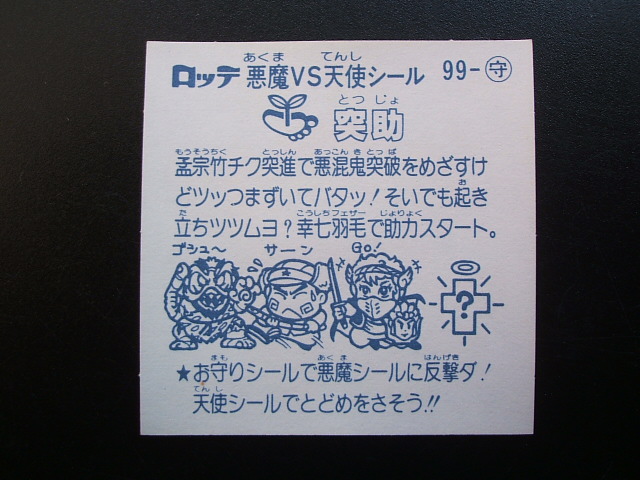 ロッテ 悪魔VS天使シール 99-守
あくま てんし
突助
とつ じょ
もうそうちく とっしん あっこん き とっ ぱ
孟宗竹チク突進で悪混鬼突破をめざすけ
お
どツッつまずいてバタッ！そいでも起き
た こうしちフェザー じょりょく
立ちツツムヨ？幸七羽毛で助力スタート。
ゴシュ〜 サーン GO!
?
まも あくま はんげき
★お守りシールで悪魔シールに反撃ダ！
てんし
天使シールでとどめをさそう!!